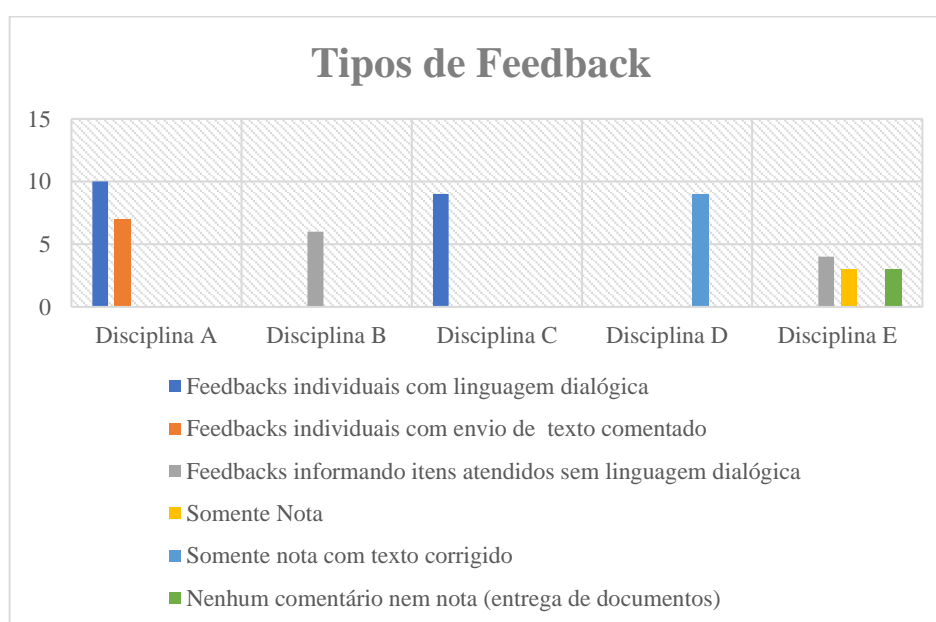 Tipos de Feedback
15
10
5
0
Disciplina A Disciplina B Disciplina C Disciplina D Disciplina E
Feedbacks individuais com linguagem dialógica
Feedbacks individuais com envio de texto comentado
Feedbacks informando itens atendidos sem linguagem dialógica
Somente Nota
Somente nota com texto corrigido
Nenhum comentário nem nota (entrega de documentos)